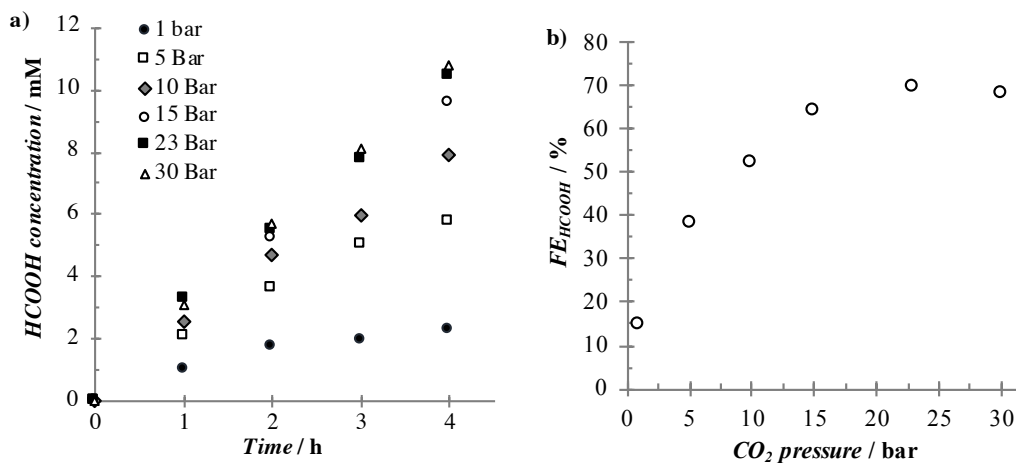 a)
12
10
8
6
4
2
0
HCOOH concentration / mM
1 bar
5 Bar
10 Bar
15 Bar
23 Bar
30 Bar
0 1 2 3 4
Time / h
b)
80
70
60
50
40
30
20
10
0
FE_HCOOH / %
0 5 10 15 20 25 30
CO₂ pressure / bar